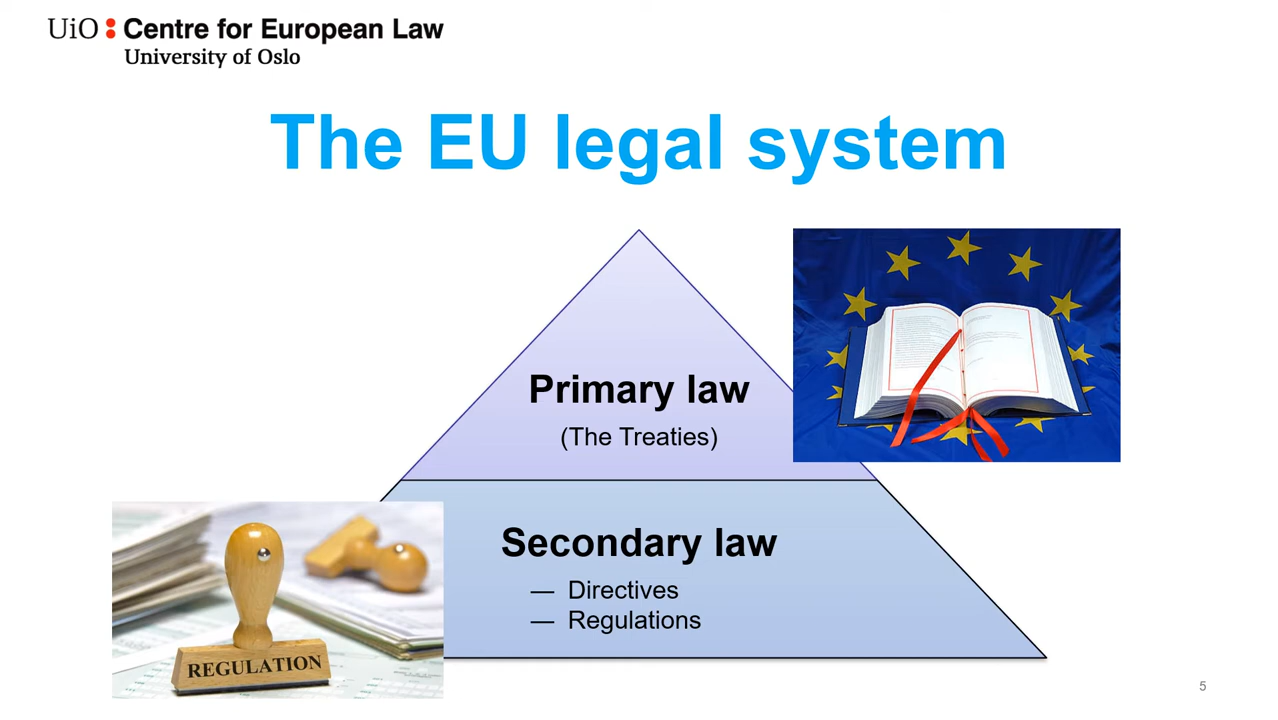 UiO : Centre for European Law
University of Oslo
The EU legal system
Primary law
(The Treaties)
Secondary law
— Directives
— Regulations
REGULATION
5